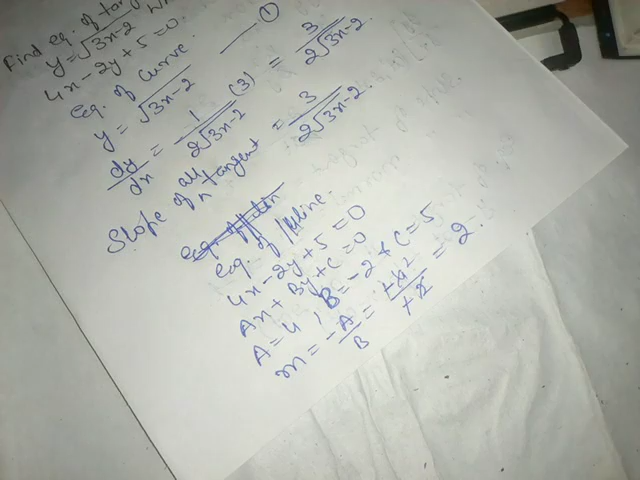 Find eq. of tang
y = √3x-2
4x - 2y + 5 = 0.
eq. of curve.
y = √3x-2 — ①
dy/dx = 1/2√3x-2 (3) = 3/2√3x-2
Slope of all tangent = 3/2√3x-2.
eq. of line.
4x - 2y + 5 = 0
Ax + By + C = 0
A = 4, B = -2 & C = 5
m = -A/B = = 2.